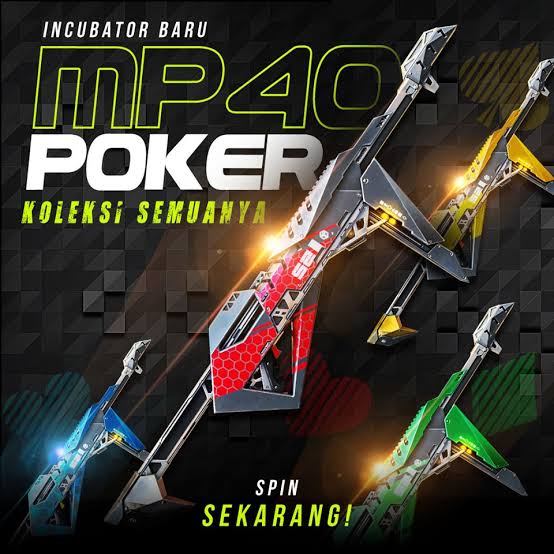 INCUBATOR BARU
MP40
POKER
KOLEKSI SEMUANYA
SPIN
SEKARANG!